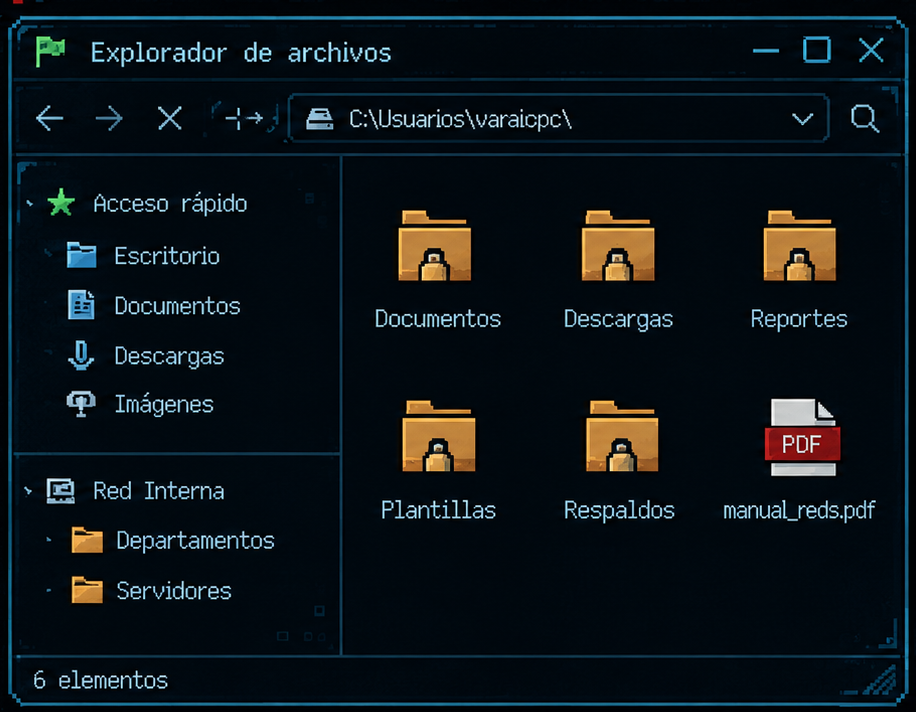 Explorador de archivos
C:\Usuarios\varaicpc\
Acceso rápido
Escritorio
Documentos
Descargas
Imágenes
Red Interna
Departamentos
Servidores
Documentos
Descargas
Reportes
Plantillas
Respaldos
PDF
manual_reds.pdf
6 elementos